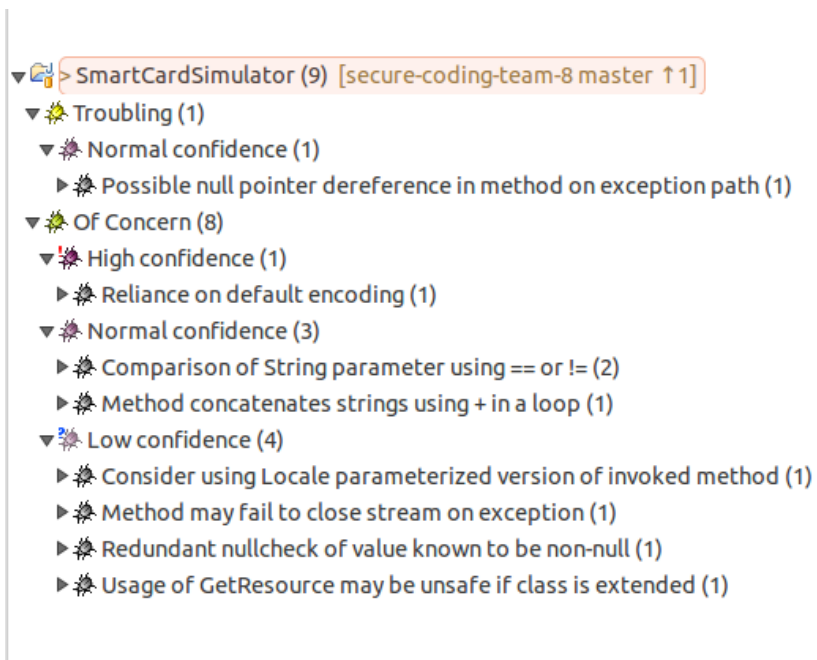 > SmartCardSimulator (9) [secure-coding-team-8 master ↑1]
Troubling (1)
Normal confidence (1)
Possible null pointer dereference in method on exception path (1)
Of Concern (8)
High confidence (1)
Reliance on default encoding (1)
Normal confidence (3)
Comparison of String parameter using == or != (2)
Method concatenates strings using + in a loop (1)
Low confidence (4)
Consider using Locale parameterized version of invoked method (1)
Method may fail to close stream on exception (1)
Redundant nullcheck of value known to be non-null (1)
Usage of GetResource may be unsafe if class is extended (1)